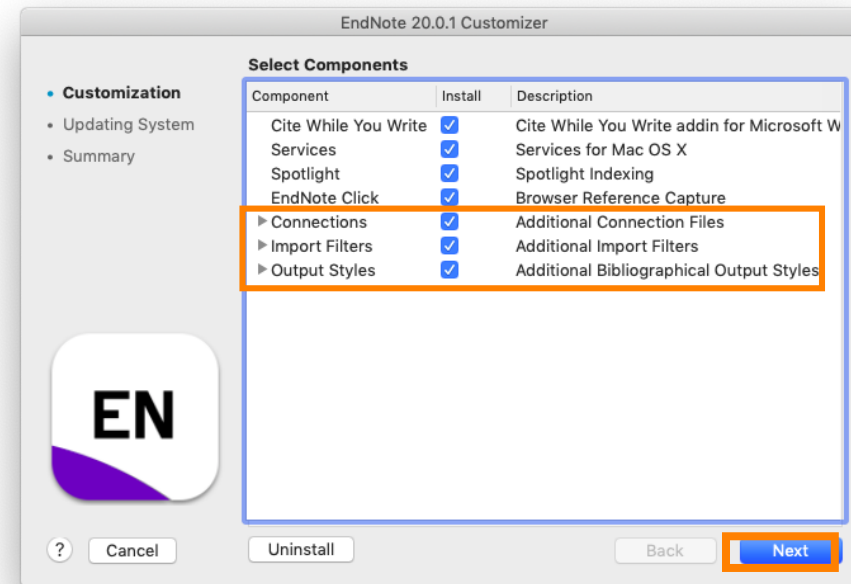 EndNote 20.0.1 Customizer
Select Components
Customization
Updating System
Summary
Component Install Description
Cite While You Write Cite While You Write addin for Microsoft W
Services Services for Mac OS X
Spotlight Spotlight Indexing
EndNote Click Browser Reference Capture
Connections Additional Connection Files
Import Filters Additional Import Filters
Output Styles Additional Bibliographical Output Styles
EN
? Cancel Uninstall Back Next